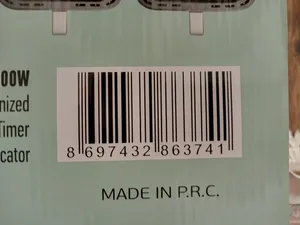 00W
nized
Timer
cator
8 697432 863741
MADE IN P.R.C.